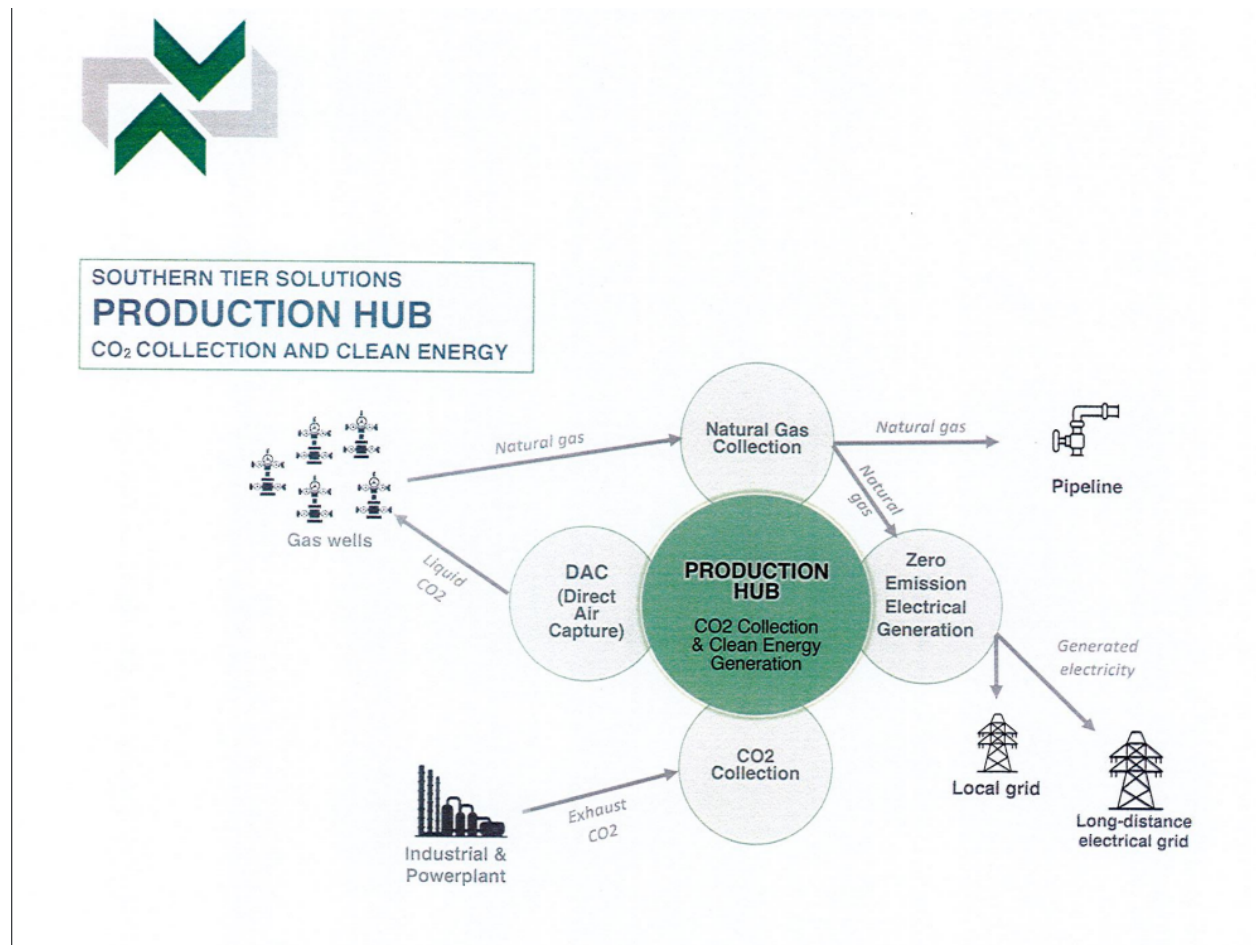 SOUTHERN TIER SOLUTIONS
PRODUCTION HUB
CO₂ COLLECTION AND CLEAN ENERGY
Natural gas
Natural Gas
Collection
Natural gas
Pipeline
Natural
gas
Gas wells
Liquid
CO2
DAC
(Direct
Air
Capture)
PRODUCTION
HUB
CO2 Collection
& Clean Energy
Generation
Zero
Emission
Electrical
Generation
Generated
electricity
CO2
Collection
Local grid
Long-distance
electrical grid
Exhaust
CO2
Industrial &
Powerplant